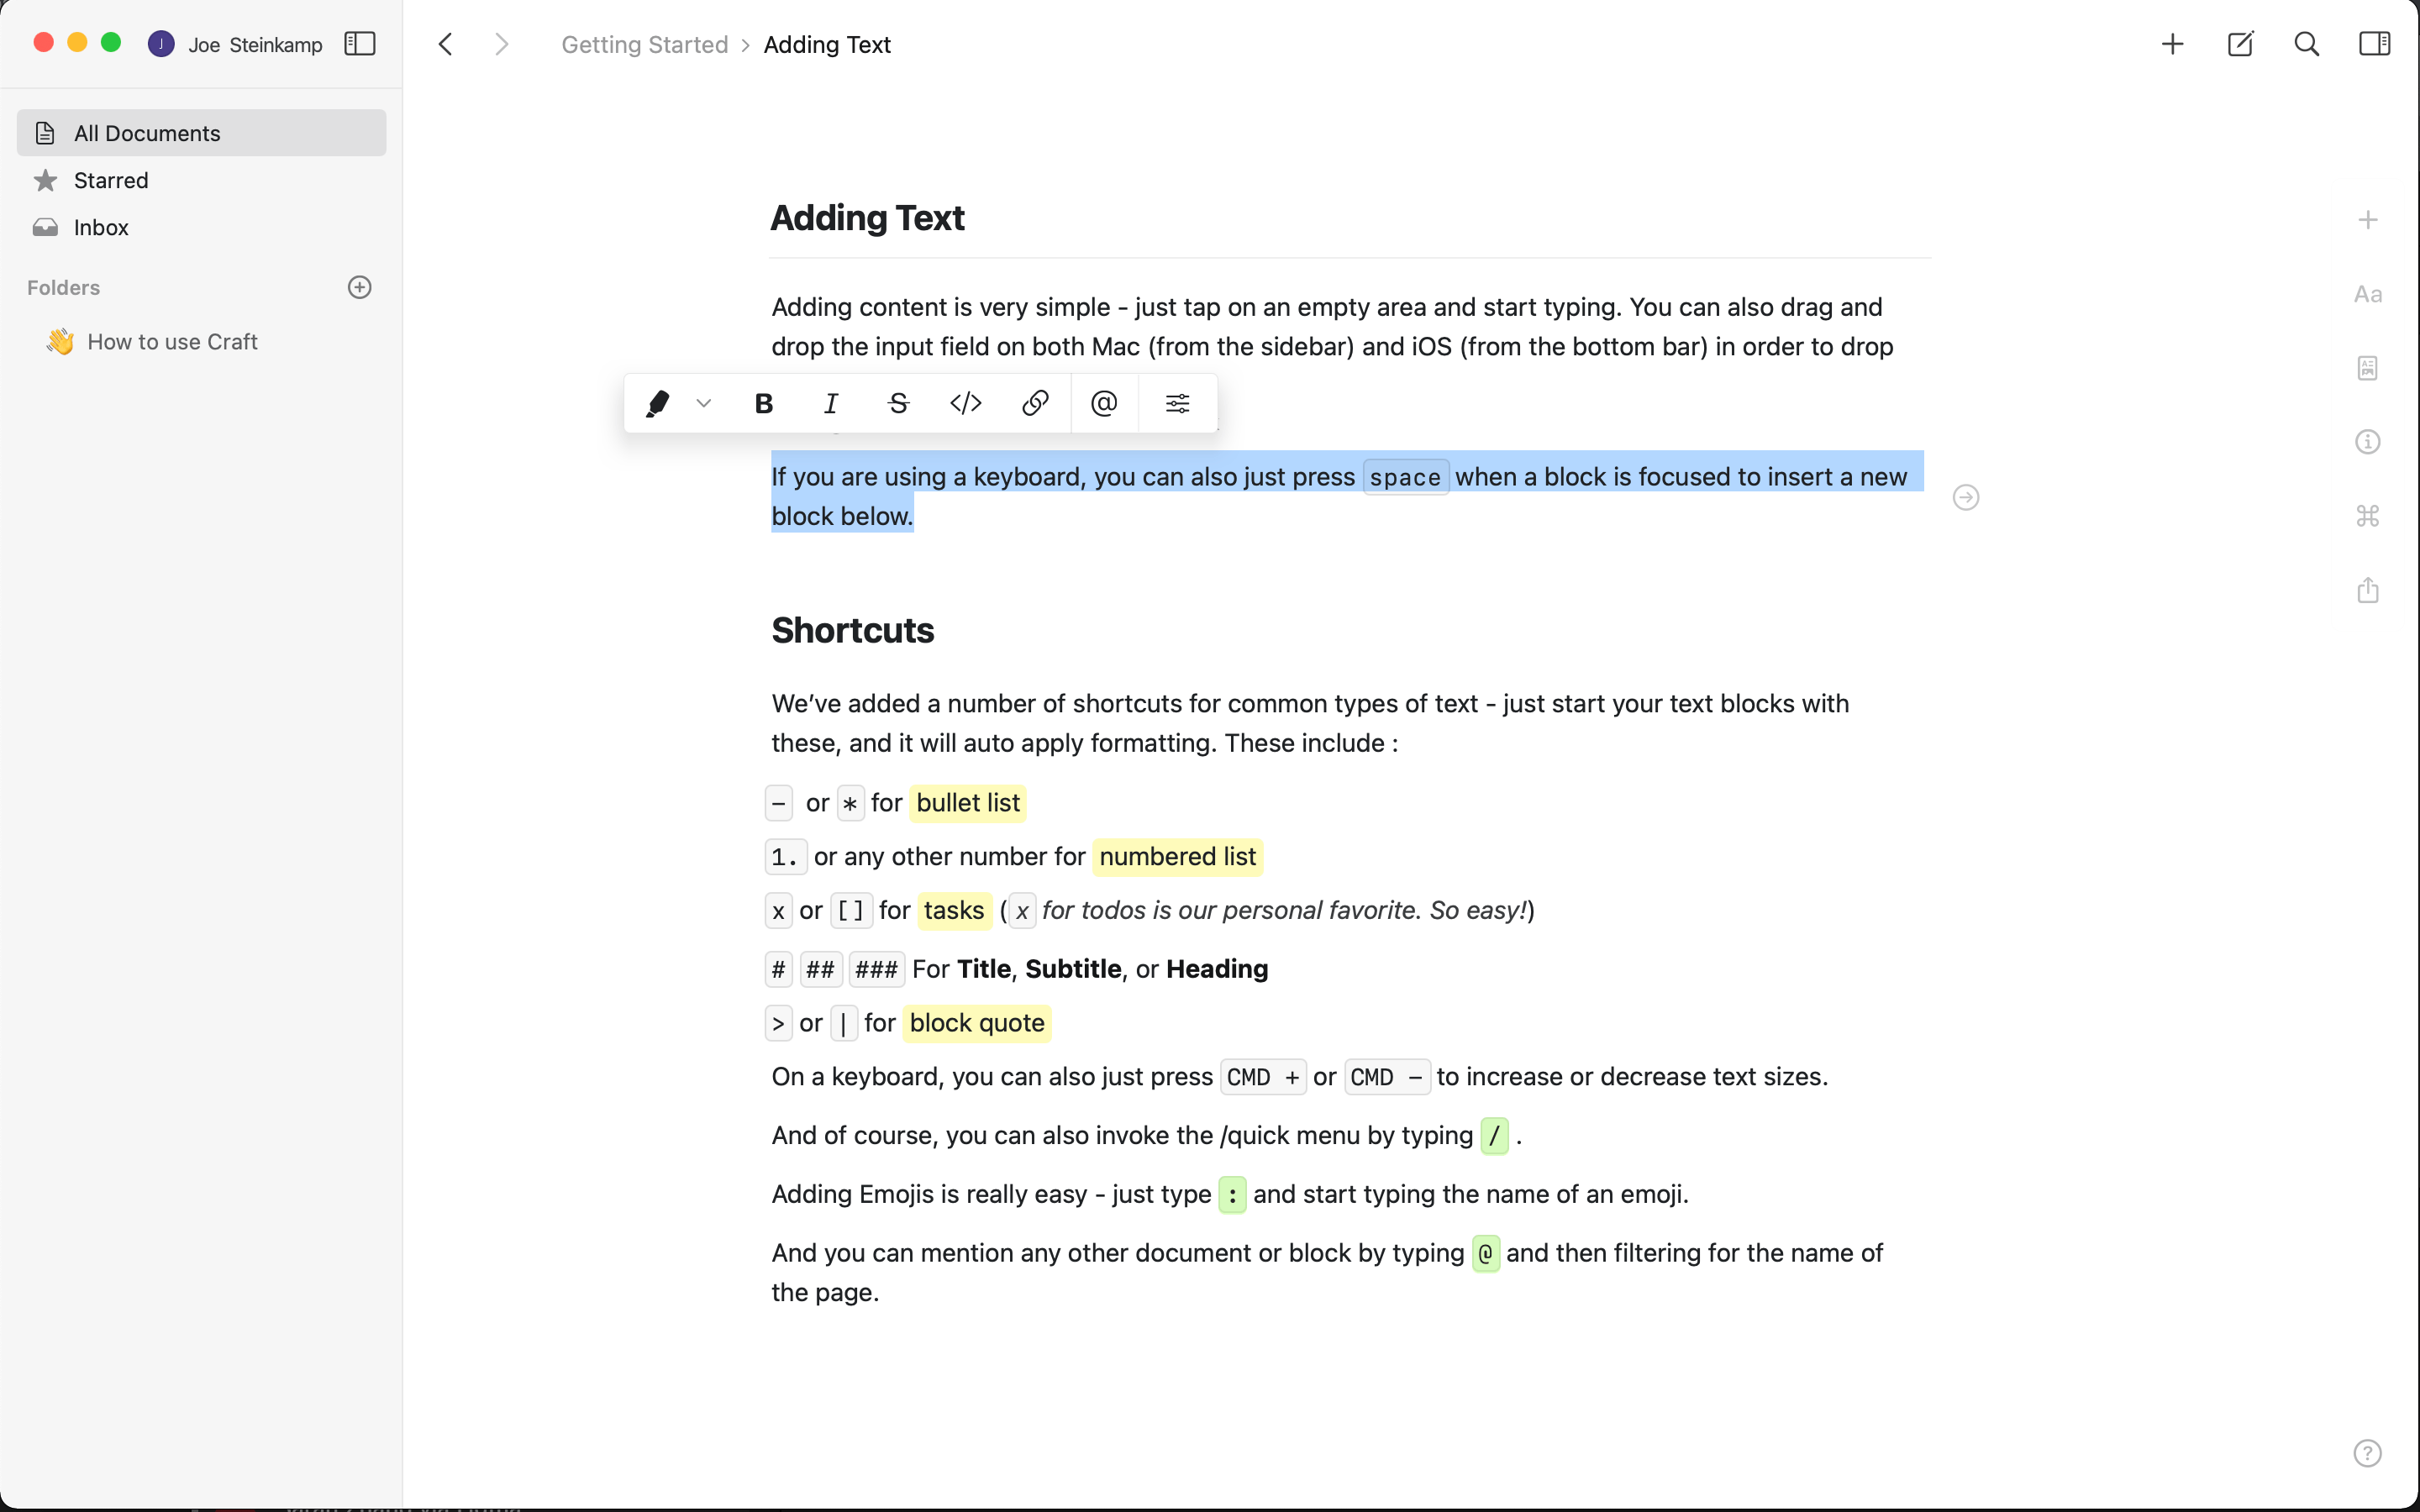 J Joe Steinkamp
Getting Started > Adding Text
All Documents
Starred
Inbox
Folders
How to use Craft
Adding Text
Adding content is very simple - just tap on an empty area and start typing. You can also drag and
drop the input field on both Mac (from the sidebar) and iOS (from the bottom bar) in order to drop
B I S </> @
If you are using a keyboard, you can also just press space when a block is focused to insert a new
block below.
Aa
Shortcuts
We’ve added a number of shortcuts for common types of text - just start your text blocks with
these, and it will auto apply formatting. These include :
- or * for bullet list
1. or any other number for numbered list
x or [] for tasks (x for todos is our personal favorite. So easy!)
# ## ### For Title, Subtitle, or Heading
> or | for block quote
On a keyboard, you can also just press CMD + or CMD - to increase or decrease text sizes.
And of course, you can also invoke the /quick menu by typing / .
Adding Emojis is really easy - just type : and start typing the name of an emoji.
And you can mention any other document or block by typing @ and then filtering for the name of
the page.
?